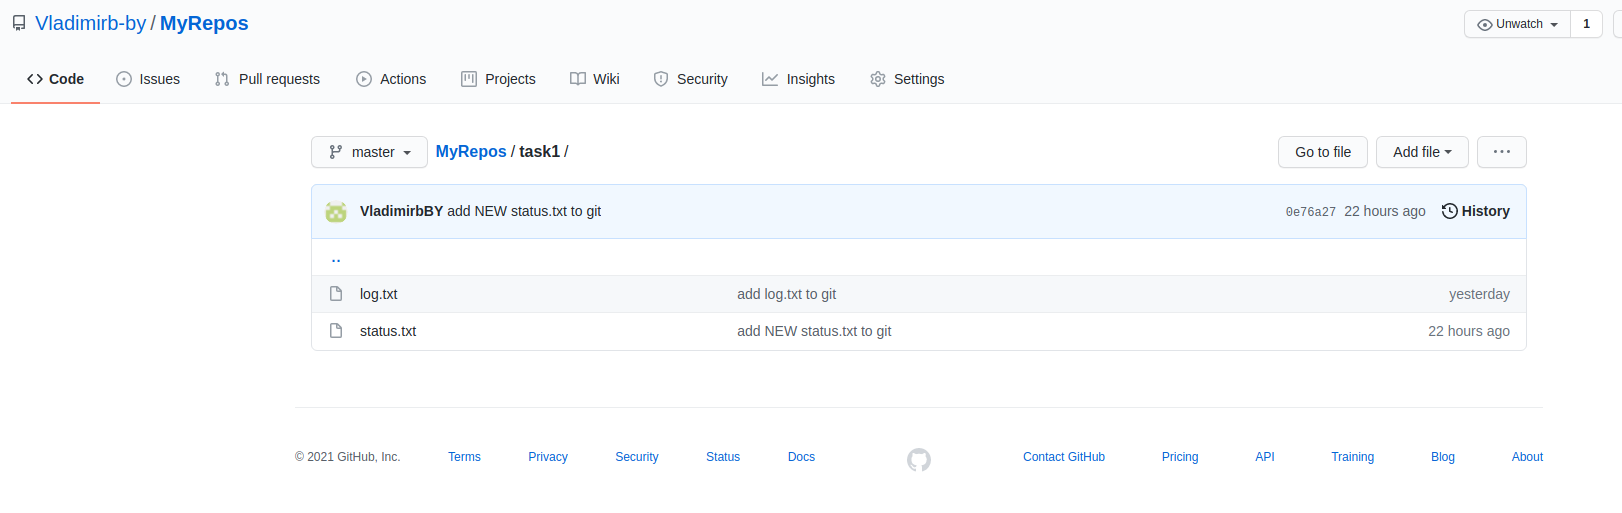 Vladimirb-by / MyRepos
Unwatch 1
Code Issues Pull requests Actions Projects Wiki Security Insights Settings
master MyRepos / task1 / Go to file Add file ...
VladimirbBY add NEW status.txt to git 0e76a27 22 hours ago History
..
log.txt add log.txt to git yesterday
status.txt add NEW status.txt to git 22 hours ago
© 2021 GitHub, Inc. Terms Privacy Security Status Docs Contact GitHub Pricing API Training Blog About